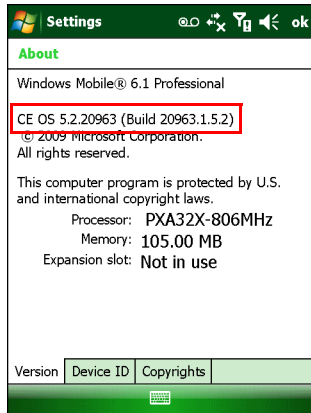 Settings
ok
About
Windows Mobile® 6.1 Professional
CE OS 5.2.20963 (Build 20963.1.5.2)
© 2009 Microsoft Corporation.
All rights reserved.
This computer program is protected by U.S.
and international copyright laws.
Processor: PXA32X-806MHz
Memory: 105.00 MB
Expansion slot: Not in use
Version Device ID Copyrights